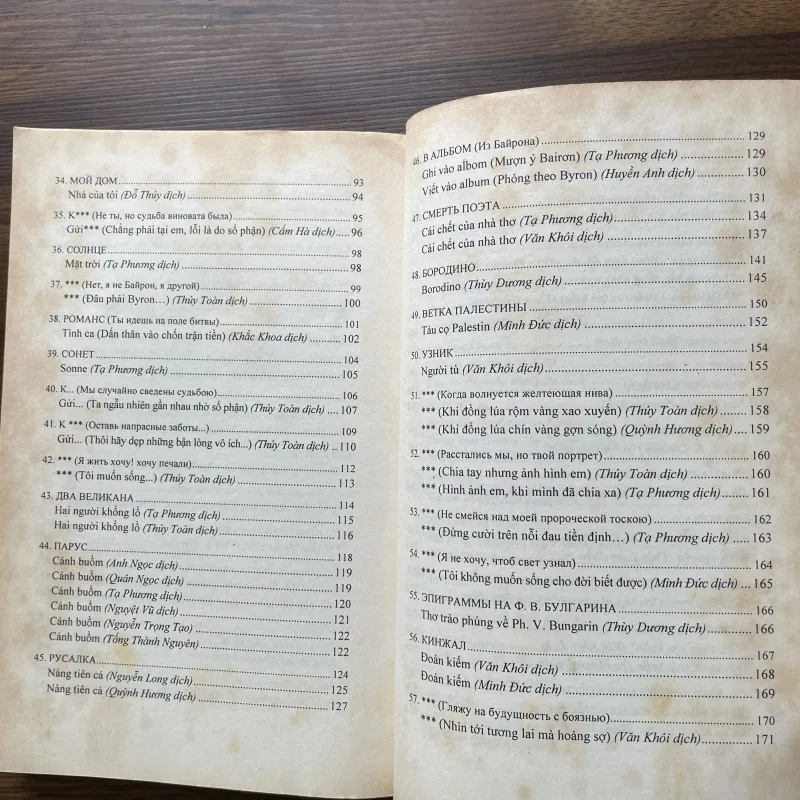 34. МОЙ ДОМ 93
Nhà của tôi (Đỗ Thúy dịch) 94
35. К*** (Не ты, но судьба виновата была) 95
Gửi*** (Chẳng phải tại em, lỗi là do số phận) (Cẩm Hà dịch) 96
36. СОЛНЦЕ 98
Mặt trời (Tạ Phương dịch) 98
37. *** (Нет, я не Байрон, я другой) 99
*** (Đâu phải Byron…) (Thúy Toàn dịch) 100
38. РОМАНС (Ты идешь на поле битвы) 101
Tình ca (Dấn thân vào chốn trận tiền) (Khắc Khoa dịch) 102
39. СОНЕТ 104
Sonne (Tạ Phương dịch) 105
40. К... (Мы случайно сведены судьбою) 106
Gửi... (Ta ngẫu nhiên gần nhau nhờ số phận) (Thúy Toàn dịch) 107
41. К *** (Оставь напрасные заботы...) 109
Gửi... (Thôi hãy dẹp những bận lòng vô ích...) (Thúy Toàn dịch) 110
42. *** (Я жить хочу! хочу печали) 112
*** (Tôi muốn sống...) (Thúy Toàn dịch) 113
43. ДВА ВЕЛИКАНА 114
Hai người khổng lồ (Tạ Phương dịch) 115
Hai người khổng lồ (Thúy Toàn dịch) 116
44. ПАРУС 118
Cánh buồm (Anh Ngọc dịch) 119
Cánh buồm (Quân Ngọc dịch) 119
Cánh buồm (Tạ Phương dịch) 120
Cánh buồm (Nguyệt Vũ dịch) 121
Cánh buồm (Nguyễn Trọng Tạo) 122
Cánh buồm (Tống Thành Nguyên) 122
45. РУСАЛКА 124
Nàng tiên cá (Nguyễn Long dịch) 125
Nàng tiên cá (Quỳnh Hương dịch) 127
46. В АЛЬБОМ (Из Байрона) 129
Ghi vào aibom (Mượn ý Bairơn) (Tạ Phương dịch) 129
Viết vào album (Phỏng theo Byron) (Huyền Anh dịch) 130
47. СМЕРТЬ ПОЭТА 131
Cái chết của nhà thơ (Tạ Phương dịch) 134
Cái chết của nhà thơ (Văn Khôi dịch) 137
48. БОРОДИНО 141
Borodino (Thùy Dương dịch) 145
49. ВЕТКА ПАЛЕСТИНЫ 150
Tàu cọ Palestin (Minh Đức dịch) 152
50. УЗНИК 154
Người tù (Văn Khôi dịch) 155
51. *** (Когда волнуется желтеющая нива) 157
*** (Khi đồng lúa rộm vàng xao xuyến) (Thúy Toàn dịch) 158
*** (Khi đồng lúa chín vàng gợn sóng) (Quỳnh Hương dịch) 159
52. *** (Расстались мы, но твой портрет) 160
*** (Chia tay nhưng ảnh hình em) (Thúy Toàn dịch) 160
*** (Hình ảnh em, khi mình đã chia xa) (Tạ Phương dịch) 161
53. *** (Не смейся над моей пророческой тоскою) 162
*** (Đừng cười trên nỗi đau tiền định…) (Tạ Phương dịch) 163
54. *** (Я не хочу, чтоб свет узнал) 164
*** (Tôi không muốn sống cho đời biết được) (Minh Đức dịch) 165
55. ЭПИГРАММЫ НА Ф. В. БУЛГАРИНА 166
Thơ trào phúng về Ph. V. Bungarin (Thùy Dương dịch) 166
56. КИНЖАЛ 167
Đoản kiếm (Văn Khôi dịch) 168
Đoản kiếm (Minh Đức dịch) 169
57. *** (Гляжу на будущность с боязнью) 170
*** (Nhìn tới tương lai mà hoảng sợ) (Văn Khôi dịch) 171